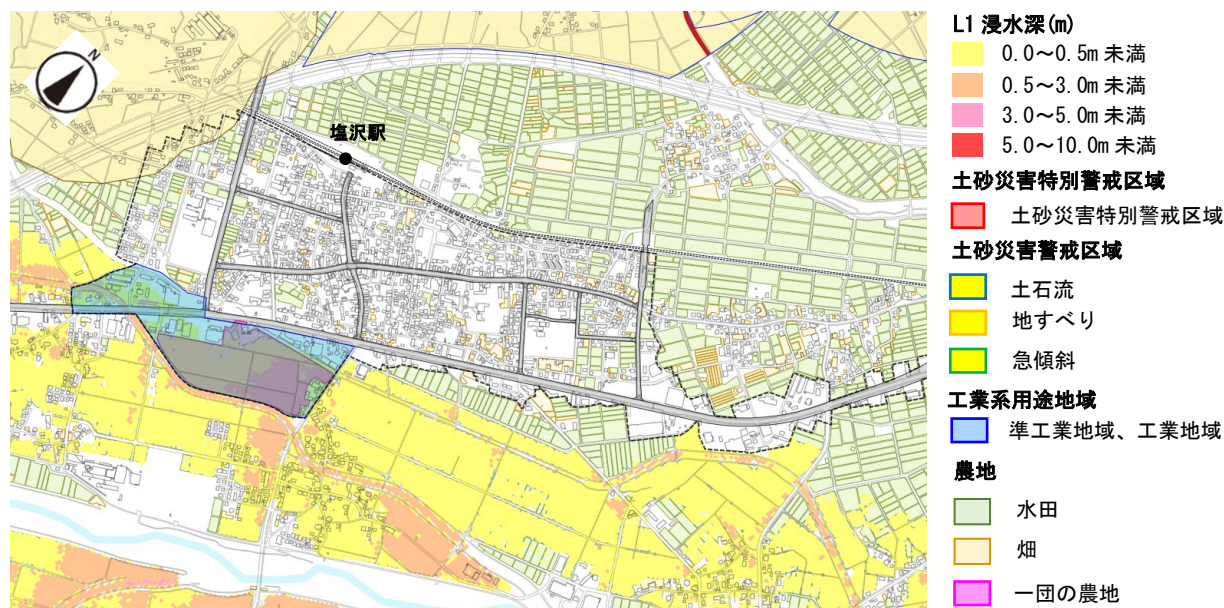 N
塩沢駅
L1 浸水深(m)
0.0～0.5m 未満
0.5～3.0m 未満
3.0～5.0m 未満
5.0～10.0m 未満
土砂災害特別警戒区域
土砂災害特別警戒区域
土砂災害警戒区域
土石流
地すべり
急傾斜
工業系用途地域
準工業地域、工業地域
農地
水田
畑
一団の農地